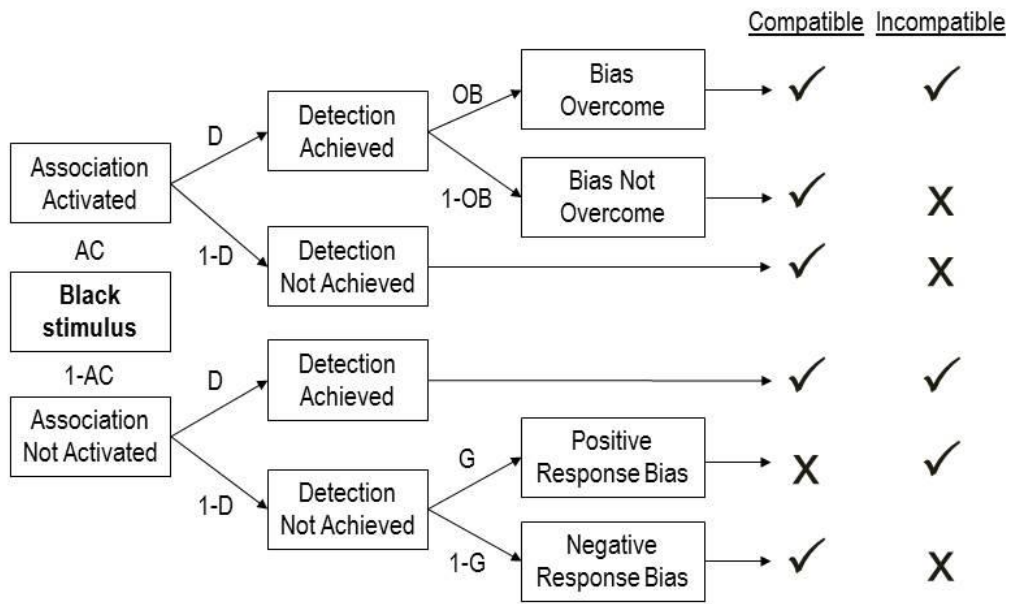 Compatible Incompatible
Bias
Overcome
OB
Detection
Achieved
D
Association
Activated
1-OB
Bias Not
Overcome
AC
1-D
Detection
Not Achieved
Black
stimulus
1-AC
D
Detection
Achieved
Association
Not Activated
G
Positive
Response Bias
1-D
Detection
Not Achieved
1-G
Negative
Response Bias